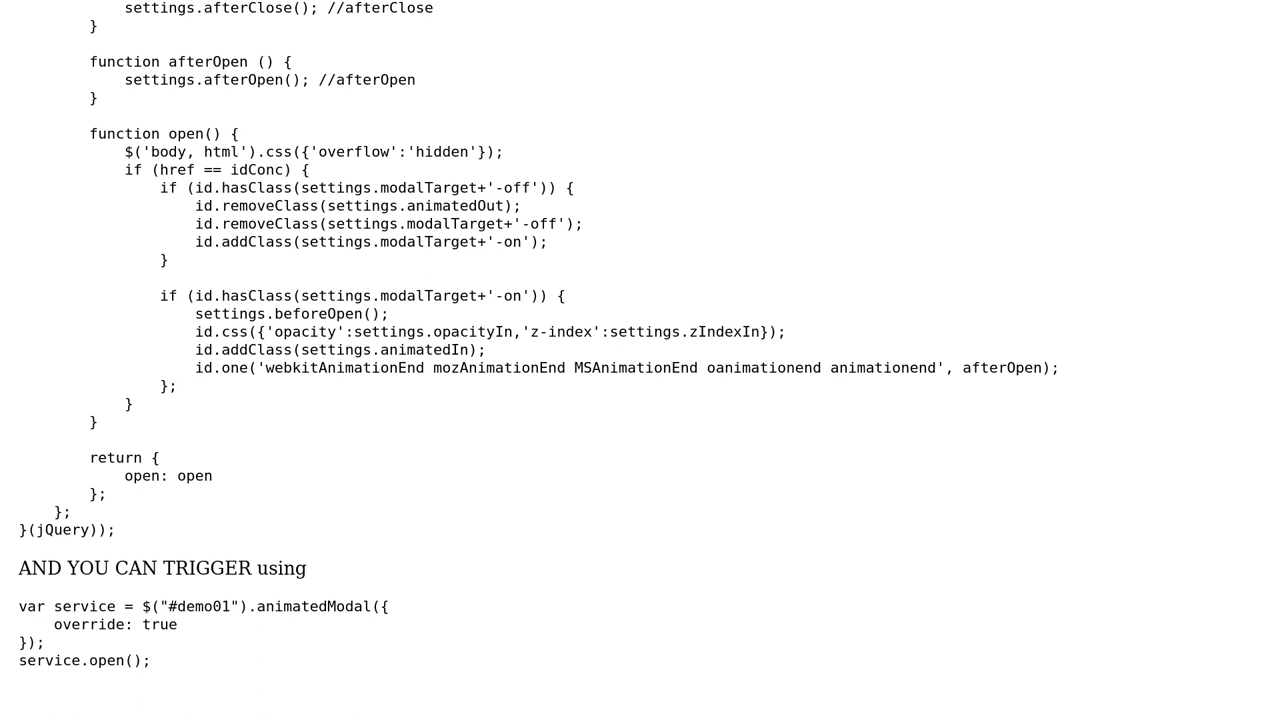 settings.afterClose(); //afterClose
        }

        function afterOpen () {
            settings.afterOpen(); //afterOpen
        }

        function open() {
            $('body, html').css({'overflow':'hidden'});
            if (href == idConc) {
                if (id.hasClass(settings.modalTarget+'-off')) {
                    id.removeClass(settings.animatedOut);
                    id.removeClass(settings.modalTarget+'-off');
                    id.addClass(settings.modalTarget+'-on');
                }

                if (id.hasClass(settings.modalTarget+'-on')) {
                    settings.beforeOpen();
                    id.css({'opacity':settings.opacityIn,'z-index':settings.zIndexIn});
                    id.addClass(settings.animatedIn);
                    id.one('webkitAnimationEnd mozAnimationEnd MSAnimationEnd oanimationend animationend', afterOpen);
                };
            }
        }

        return {
            open: open
        };
    };
}(jQuery));

AND YOU CAN TRIGGER using

var service = $("#demo01").animatedModal({
    override: true
});
service.open();